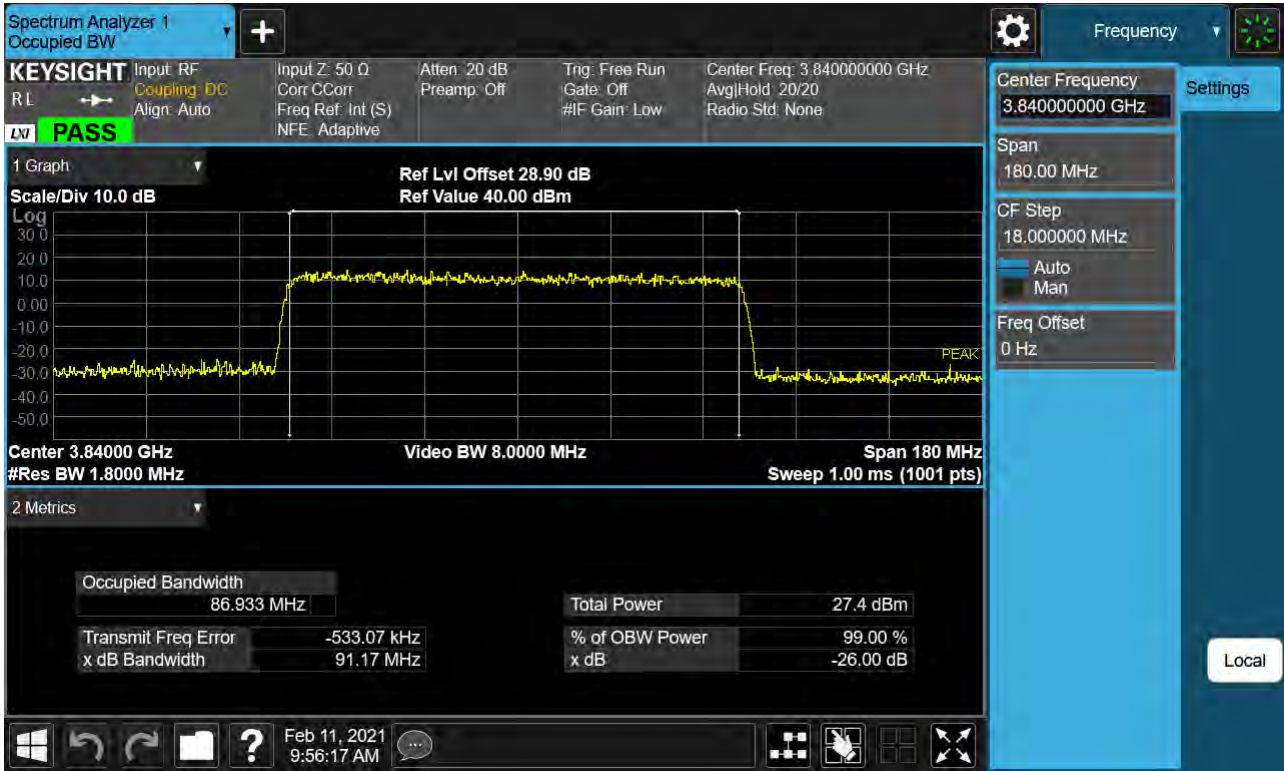 Spectrum Analyzer 1
Occupied BW
+
Frequency
KEYSIGHT
RL
LXI
PASS
Input: RF
Coupling: DC
Align: Auto
Input Z: 50 Ω
Corr CCorr
Freq Ref: Int (S)
NFE: Adaptive
Atten: 20 dB
Preamp: Off
Trig: Free Run
Gate: Off
#IF Gain: Low
Center Freq: 3.840000000 GHz
Avg|Hold: 20/20
Radio Std: None
Center Frequency
3.840000000 GHz
Settings
Span
180.00 MHz
CF Step
18.000000 MHz
Auto
Man
Freq Offset
0 Hz
Local
1 Graph
Scale/Div 10.0 dB
Ref Lvl Offset 28.90 dB
Ref Value 40.00 dBm
Log
30.0
20.0
10.0
0.00
-10.0
-20.0
-30.0
-40.0
-50.0
PEAK
Center 3.84000 GHz
#Res BW 1.8000 MHz
Video BW 8.0000 MHz
Span 180 MHz
Sweep 1.00 ms (1001 pts)
2 Metrics
Occupied Bandwidth
86.933 MHz
Transmit Freq Error -533.07 kHz
x dB Bandwidth 91.17 MHz
Total Power 27.4 dBm
% of OBW Power 99.00 %
x dB -26.00 dB
?
Feb 11, 2021
9:56:17 AM